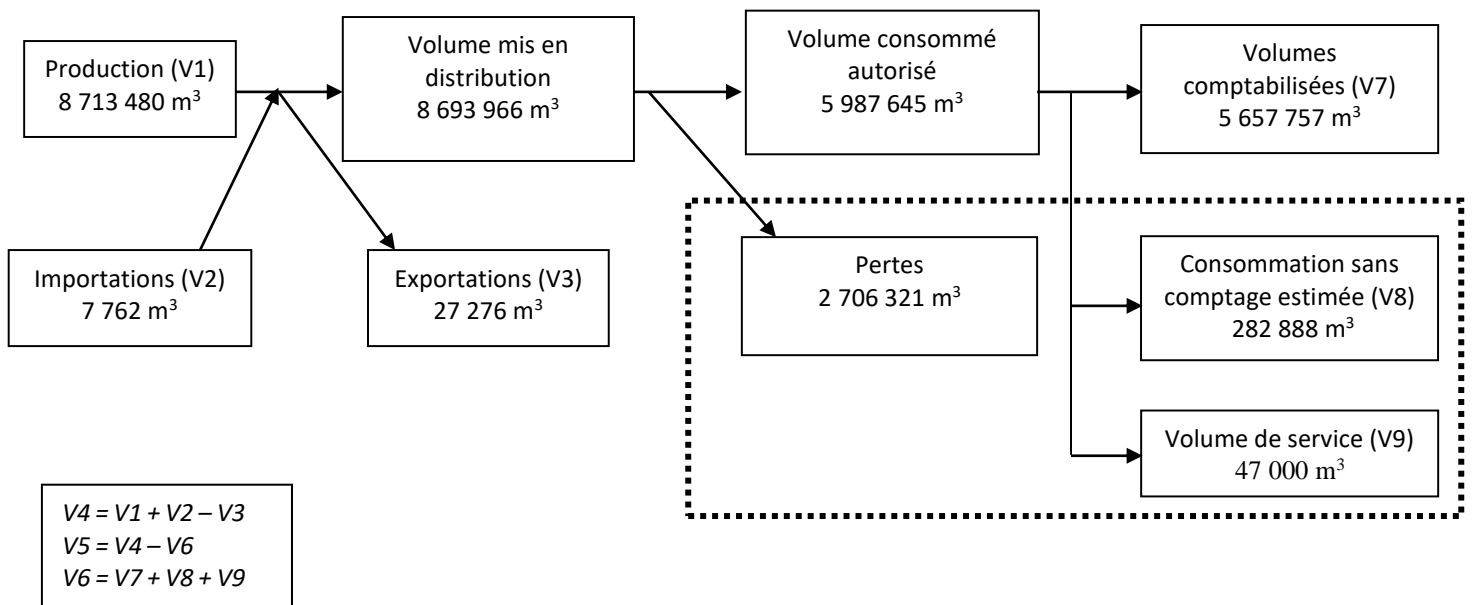 Production (V1)
8 713 480 m³
Volume mis en
distribution
8 693 966 m³
Volume consommé
autorisé
5 987 645 m³
Volumes
comptabilisées (V7)
5 657 757 m³
Importations (V2)
7 762 m³
Exportations (V3)
27 276 m³
Pertes
2 706 321 m³
Consommation sans
comptage estimée (V8)
282 888 m³
Volume de service (V9)
47 000 m³
V4 = V1 + V2 – V3
V5 = V4 – V6
V6 = V7 + V8 + V9